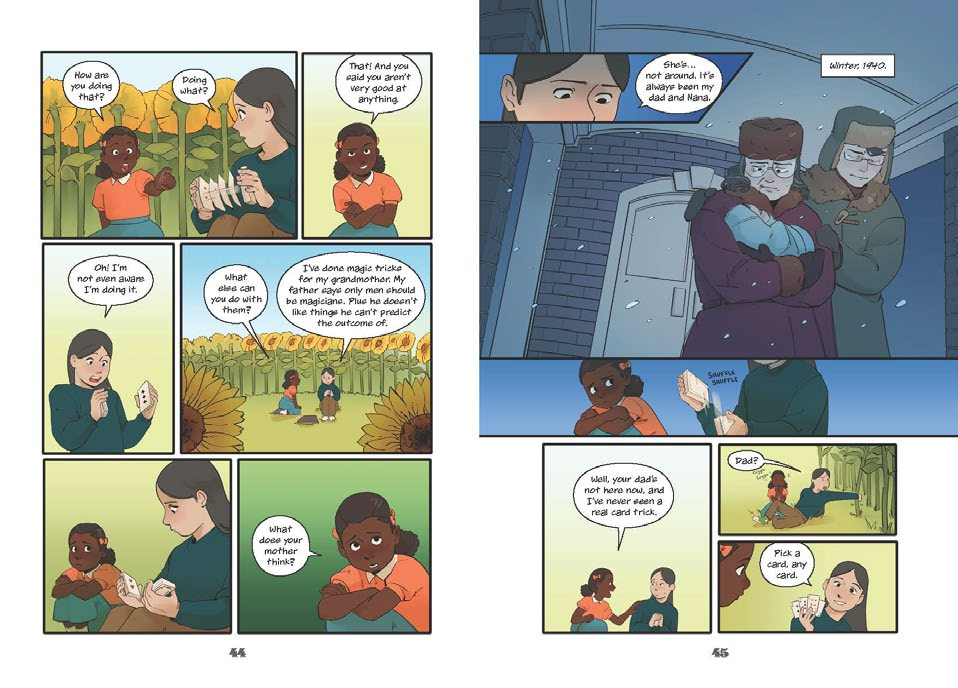 How are
you doing
that?
Doing
what?
That! And you
said you aren't
very good at
anything.
Oh! I'm
not even aware
I'm doing it.
What
else can
you do with
them?
I've done magic tricks
for my grandmother. My
father says only men should
be magicians. Plus he doesn't
like things he can't predict
the outcome of.
What
does your
mother
think?
44
She's...
not around. It's
always been my
dad and Nana.
Winter, 1940.
SHUFFLE
SHUFFLE
Well, your dad's
not here now, and
I've never seen a
real card trick.
Dad?
Pick a
card, any
card.
45